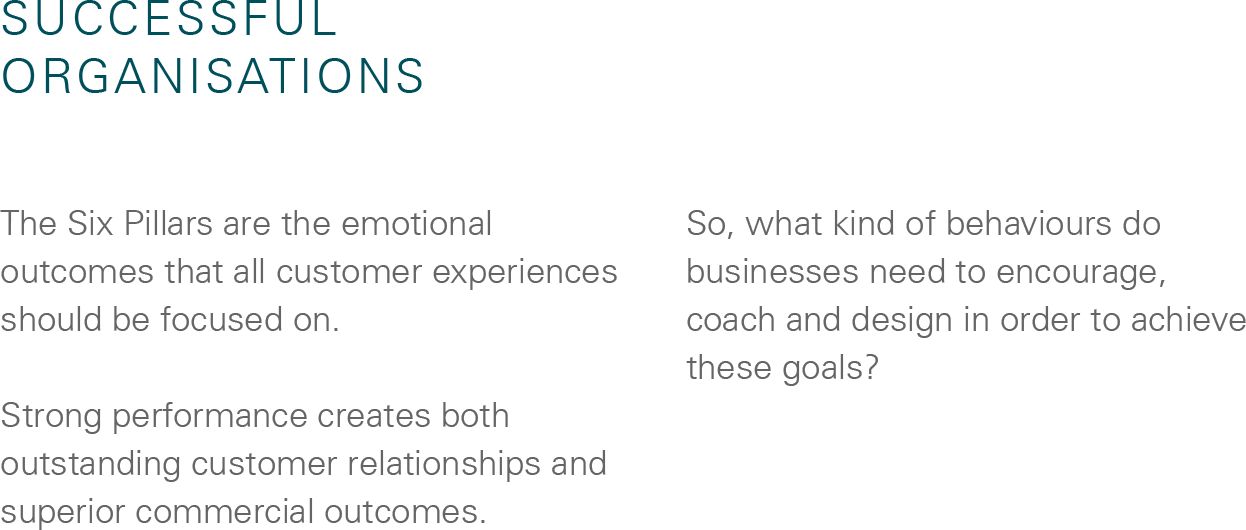 SUCCESSFUL
ORGANISATIONS
The Six Pillars are the emotional
outcomes that all customer experiences
should be focused on.
Strong performance creates both
outstanding customer relationships and
superior commercial outcomes.
So, what kind of behaviours do
businesses need to encourage,
coach and design in order to achieve
these goals?